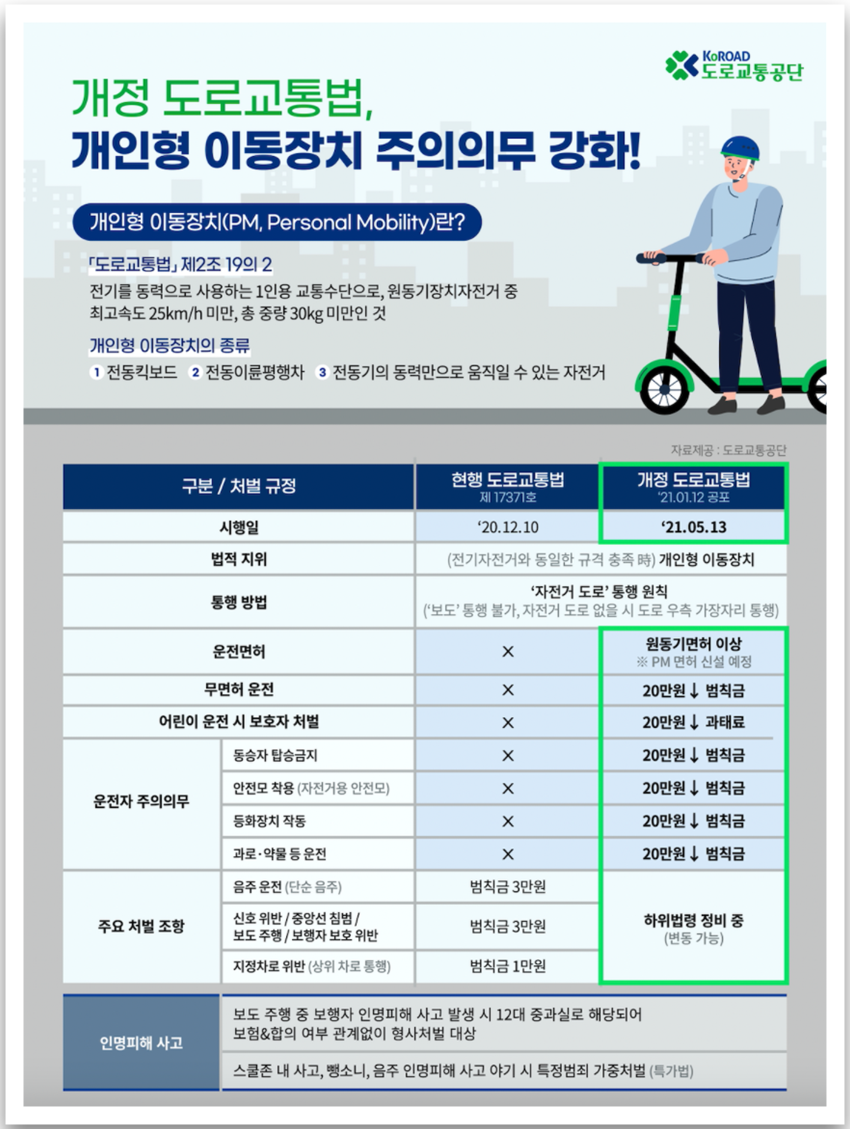 KoROAD
도로교통공단
개정 도로교통법,
개인형 이동장치 주의의무 강화!
개인형 이동장치(PM, Personal Mobility)란?
「도로교통법」 제2조 19의 2
전기를 동력으로 사용하는 1인용 교통수단으로, 원동기장치자전거 중
최고속도 25km/h 미만, 총 중량 30kg 미만인 것
개인형 이동장치의 종류
1 전동킥보드 2 전동이륜평행차 3 전동기의 동력만으로 움직일 수 있는 자전거
자료제공 : 도로교통공단
구분 / 처벌 규정 현행 도로교통법 개정 도로교통법
제 17371호 '21.01.12 공포
시행일 ‘20.12.10 ‘21.05.13
법적 지위 (전기자전거와 동일한 규격 충족 時) 개인형 이동장치
통행 방법 ‘자전거 도로’ 통행 원칙
(‘보도’ 통행 불가, 자전거 도로 없을 시 도로 우측 가장자리 통행)
운전면허 X 원동기면허 이상
※ PM 면허 신설 예정
무면허 운전 X 20만원↓ 범칙금
어린이 운전 시 보호자 처벌 X 20만원↓ 과태료
운전자 주의의무
동승자 탑승금지 X 20만원↓ 범칙금
안전모 착용 (자전거용 안전모) X 20만원↓ 범칙금
등화장치 작동 X 20만원↓ 범칙금
과로·약물 등 운전 X 20만원↓ 범칙금
주요 처벌 조항
음주 운전 (단순 음주) 범칙금 3만원
신호 위반 / 중앙선 침범 /
보도 주행 / 보행자 보호 위반 범칙금 3만원
지정차로 위반 (상위 차로 통행) 범칙금 1만원
하위법령 정비 중
(변동 가능)
인명피해 사고
보도 주행 중 보행자 인명피해 사고 발생 시 12대 중과실로 해당되어
보험&합의 여부 관계없이 형사처벌 대상
스쿨존 내 사고, 뺑소니, 음주 인명피해 사고 야기 시 특정범죄 가중처벌 (특가법)